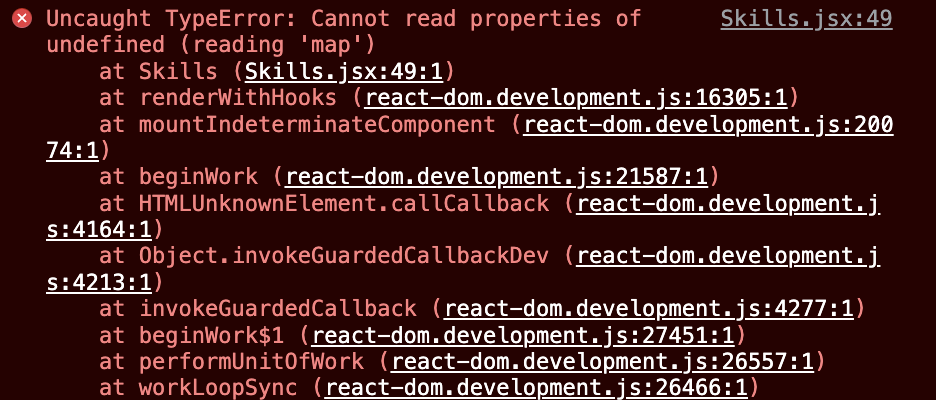 Uncaught TypeError: Cannot read properties of Skills.jsx:49
undefined (reading 'map')
at Skills (Skills.jsx:49:1)
at renderWithHooks (react-dom.development.js:16305:1)
at mountIndeterminateComponent (react-dom.development.js:200
74:1)
at beginWork (react-dom.development.js:21587:1)
at HTMLUnknownElement.callCallback (react-dom.development.j
s:4164:1)
at Object.invokeGuardedCallbackDev (react-dom.development.j
s:4213:1)
at invokeGuardedCallback (react-dom.development.js:4277:1)
at beginWork$1 (react-dom.development.js:27451:1)
at performUnitOfWork (react-dom.development.js:26557:1)
at workLoopSync (react-dom.development.js:26466:1)